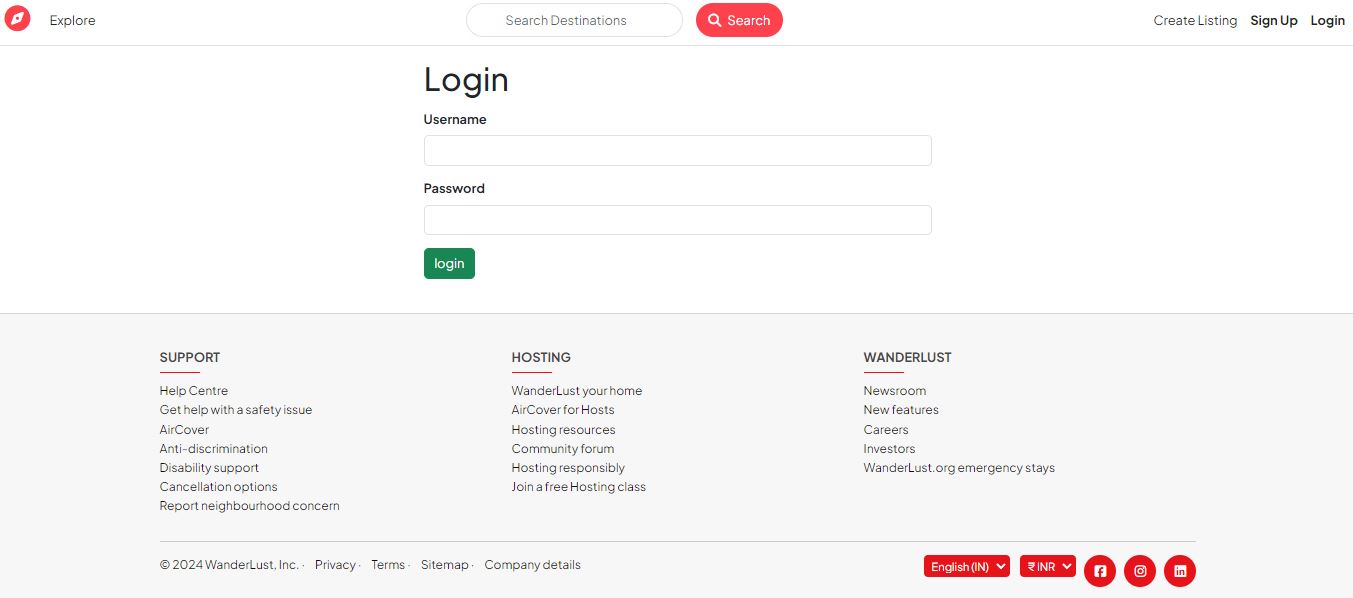 Explore Search Destinations Search Create Listing Sign Up Login
Login
Username
Password
login
SUPPORT
Help Centre
Get help with a safety issue
AirCover
Anti-discrimination
Disability support
Cancellation options
Report neighbourhood concern
HOSTING
WanderLust your home
AirCover for Hosts
Hosting resources
Community forum
Hosting responsibly
Join a free Hosting class
WANDERLUST
Newsroom
New features
Careers
Investors
WanderLust.org emergency stays
© 2024 WanderLust, Inc. · Privacy · Terms · Sitemap · Company details English (IN) ₹ INR